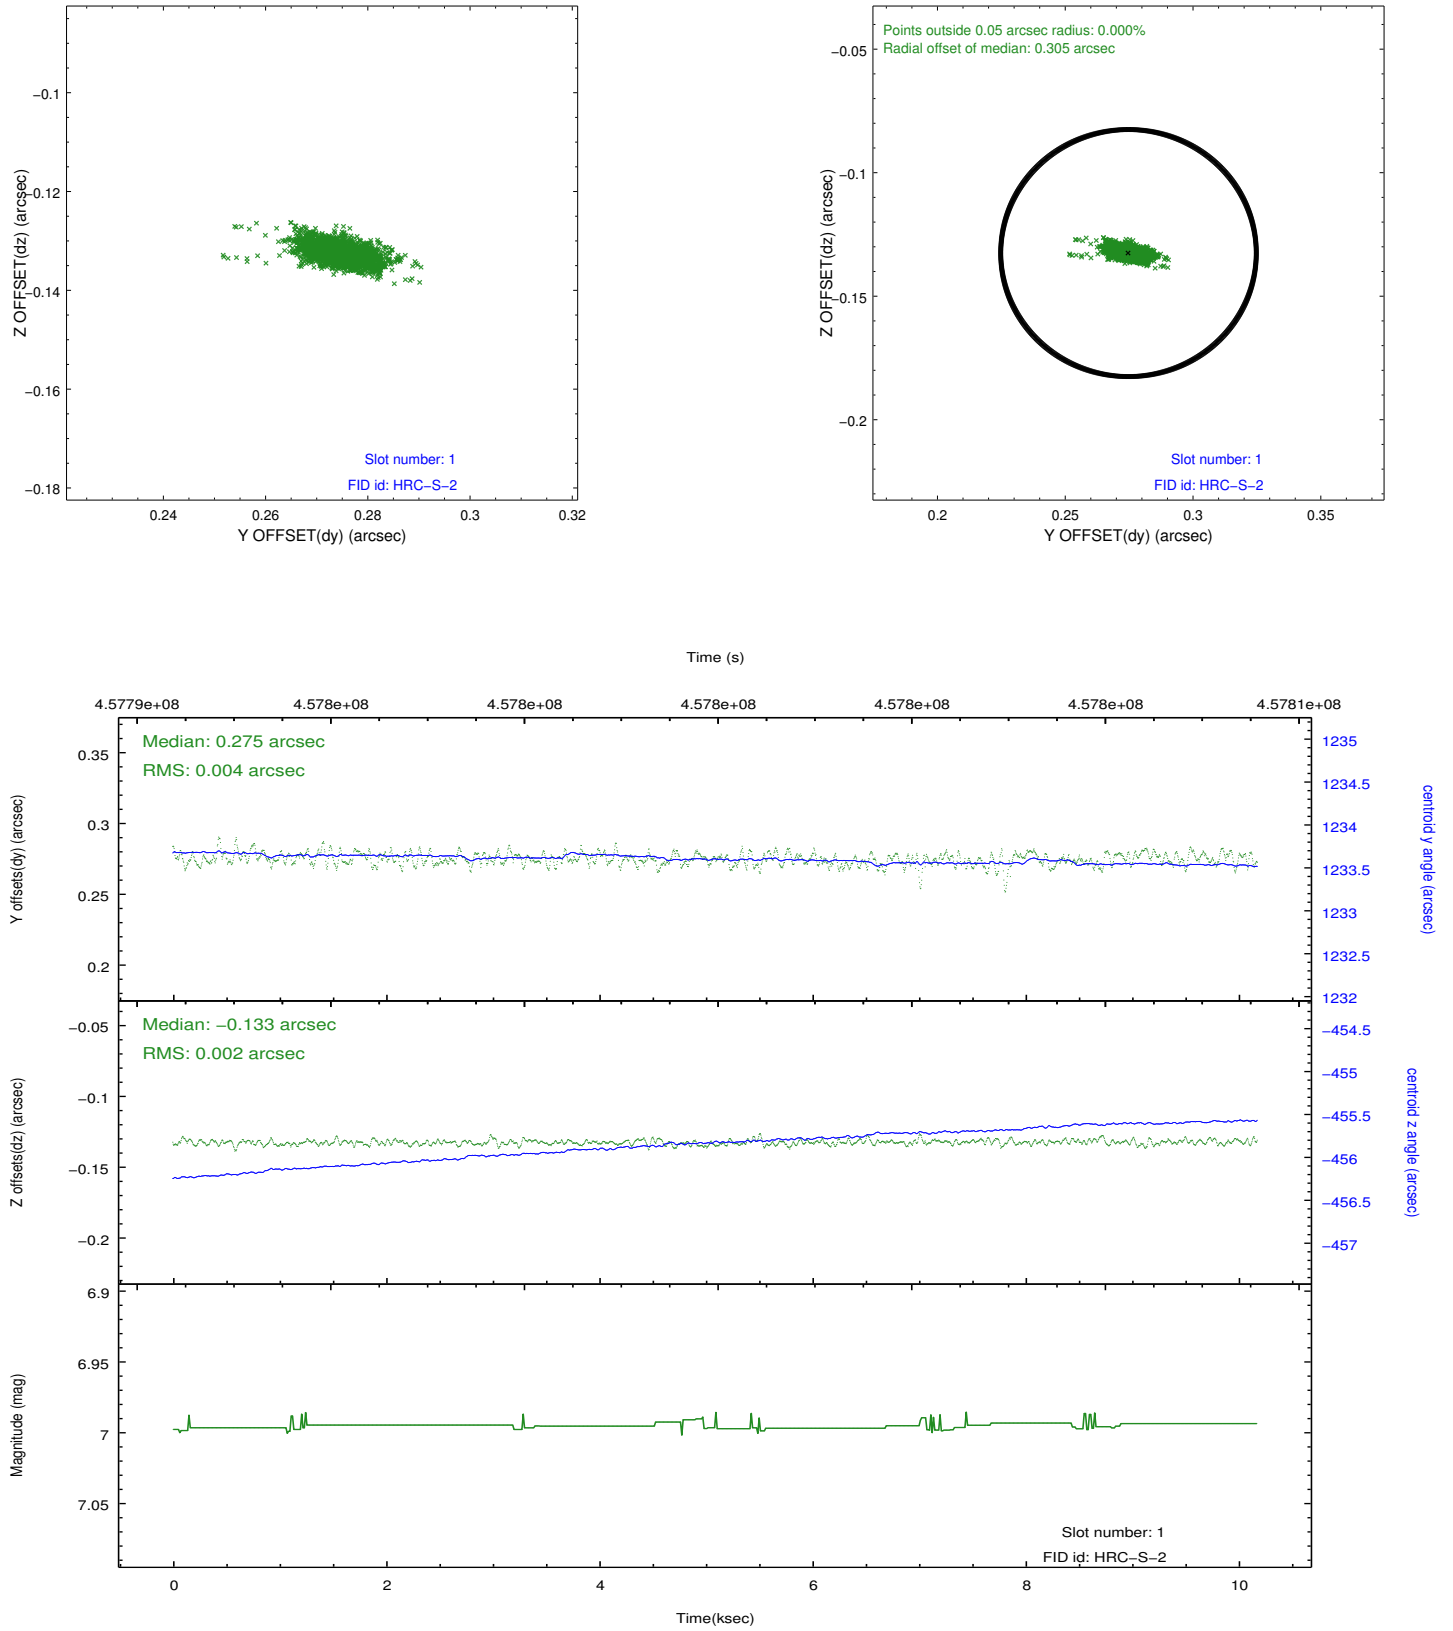 −0.1
−0.12
−0.14
−0.16
−0.18
Z OFFSET(dz) (arcsec)
Slot number: 1
FID id: HRC−S−2
0.24 0.26 0.28 0.3 0.32
Y OFFSET(dy) (arcsec)
Points outside 0.05 arcsec radius: 0.000%
Radial offset of median: 0.305 arcsec
−0.05
−0.1
−0.15
−0.2
Z OFFSET(dz) (arcsec)
Slot number: 1
FID id: HRC−S−2
0.2 0.25 0.3 0.35
Y OFFSET(dy) (arcsec)
Time (s)
4.5779e+08 4.578e+08 4.578e+08 4.578e+08 4.578e+08 4.578e+08 4.5781e+08
Median: 0.275 arcsec
RMS: 0.004 arcsec
0.35
0.3
0.25
0.2
Y offsets(dy) (arcsec)
1235
1234.5
1234
1233.5
1233
1232.5
1232
centroid y angle (arcsec)
Median: −0.133 arcsec
RMS: 0.002 arcsec
−0.05
−0.1
−0.15
−0.2
Z offsets(dz) (arcsec)
−454.5
−455
−455.5
−456
−456.5
−457
centroid z angle (arcsec)
6.9
6.95
7
7.05
Magnitude (mag)
Slot number: 1
FID id: HRC−S−2
0 2 4 6 8 10
Time(ksec)